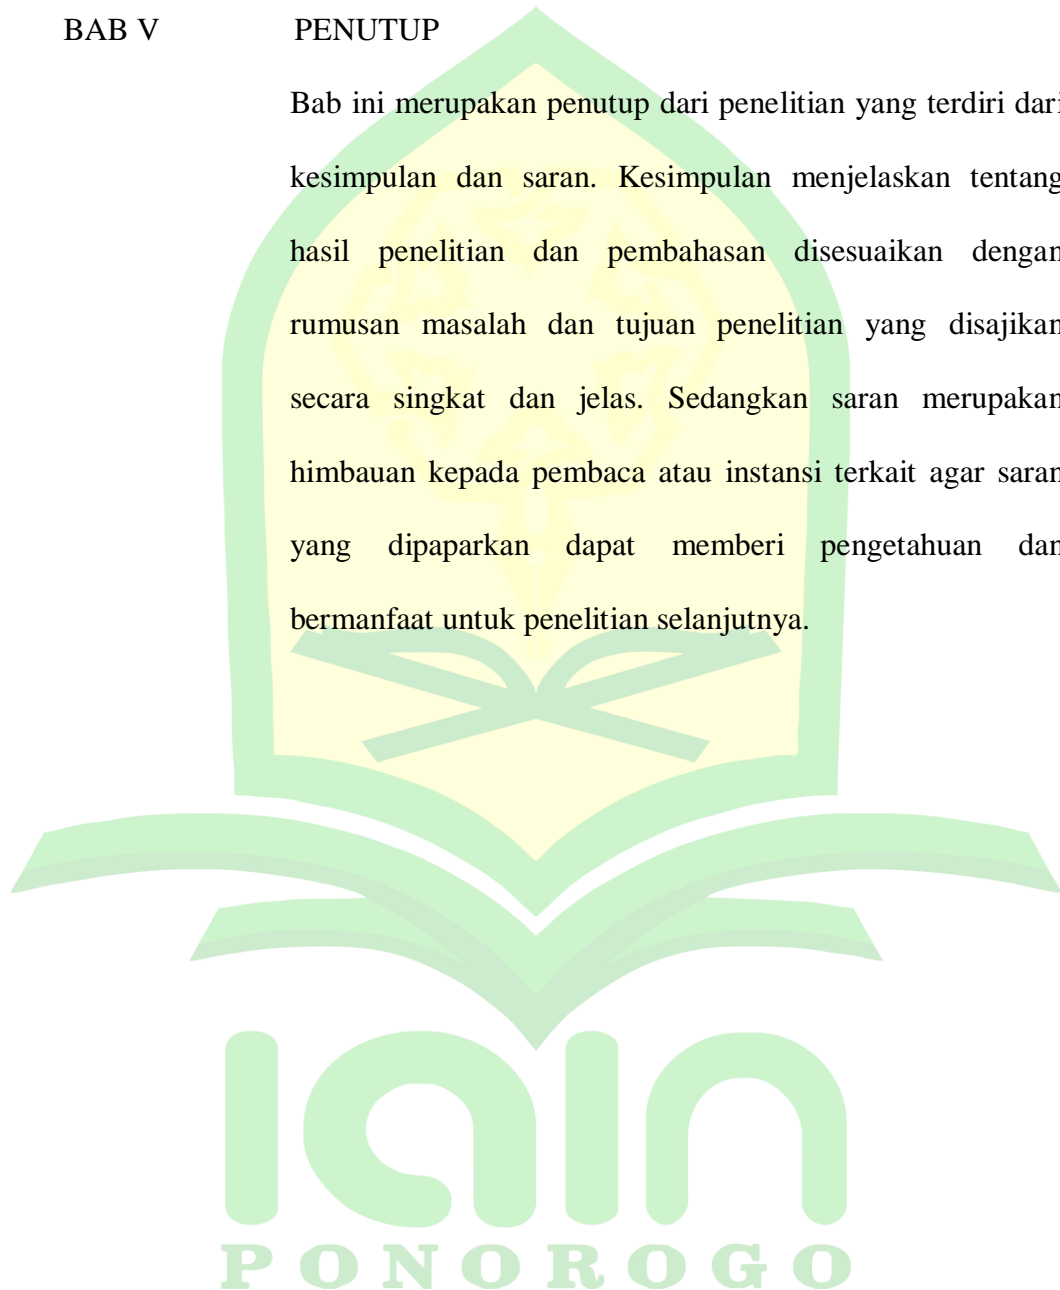 BAB V PENUTUP
Bab ini merupakan penutup dari penelitian yang terdiri dari
kesimpulan dan saran. Kesimpulan menjelaskan tentang
hasil penelitian dan pembahasan disesuaikan dengan
rumusan masalah dan tujuan penelitian yang disajikan
secara singkat dan jelas. Sedangkan saran merupakan
himbauan kepada pembaca atau instansi terkait agar saran
yang dipaparkan dapat memberi pengetahuan dan
bermanfaat untuk penelitian selanjutnya.
iain
PONOROGO